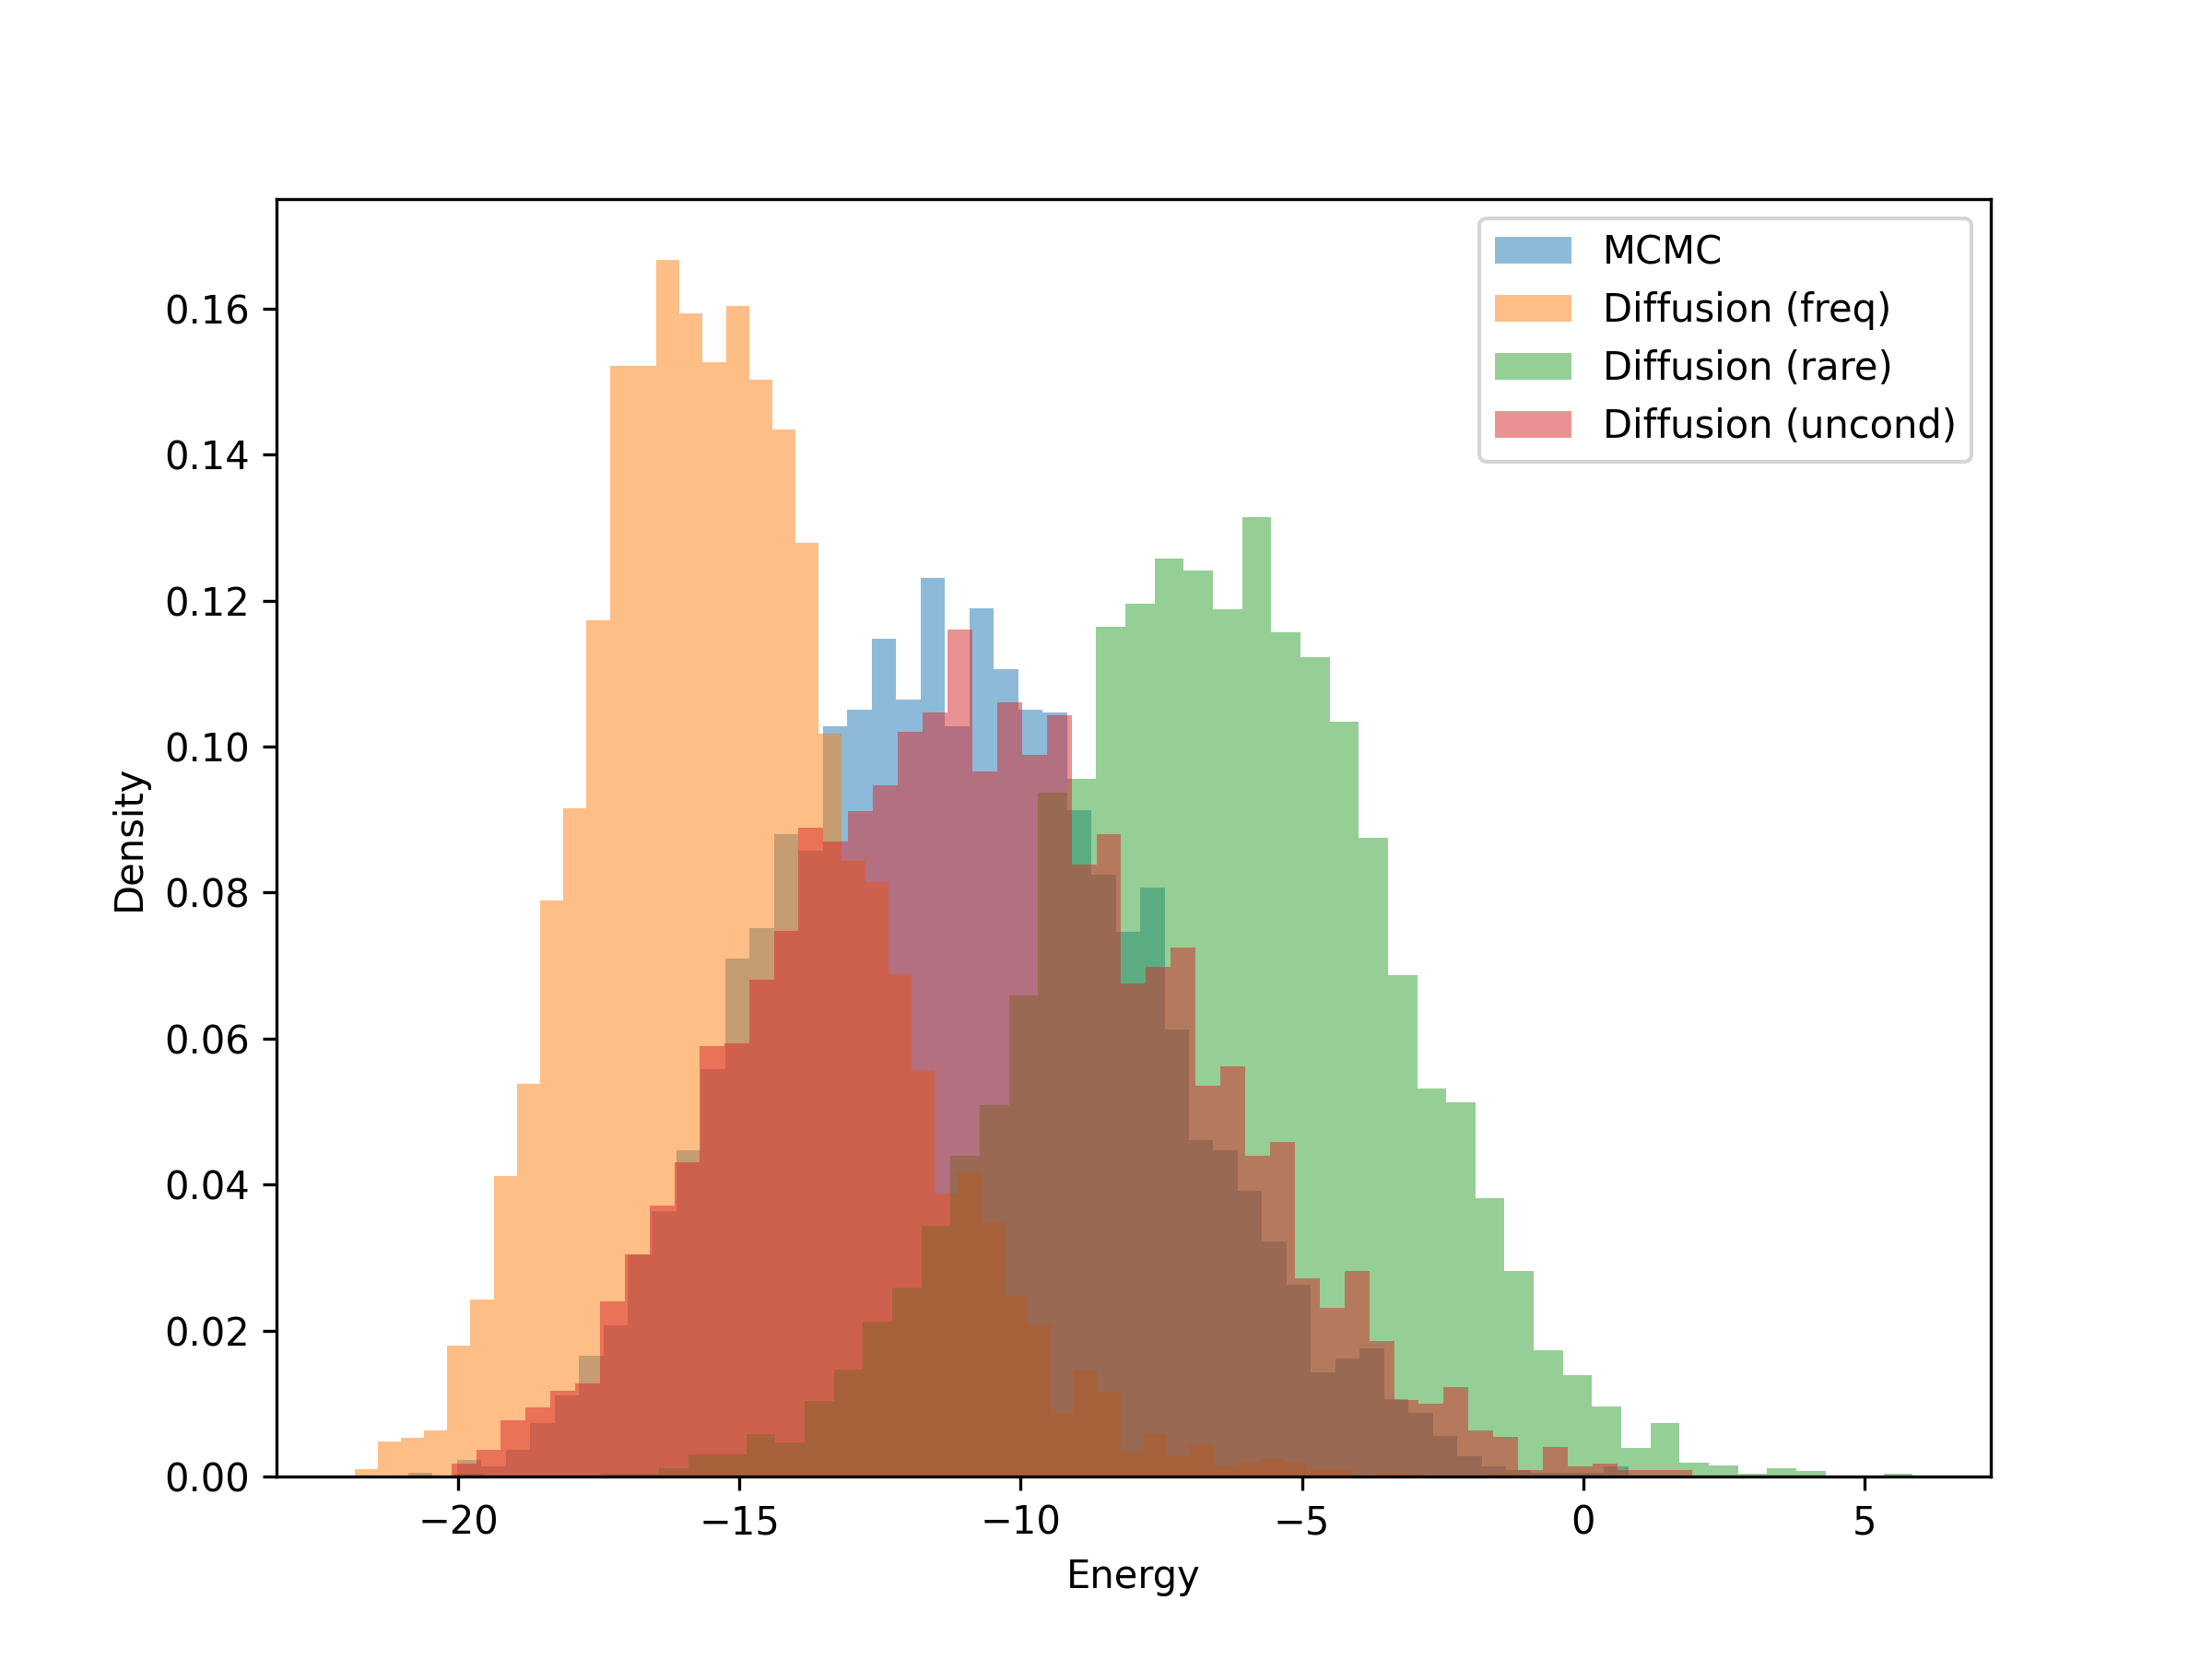 MCMC
Diffusion (freq)
Diffusion (rare)
Diffusion (uncond)
0.16
0.14
0.12
0.10
0.08
0.06
0.04
0.02
0.00
Density
−20 −15 −10 −5 0 5
Energy